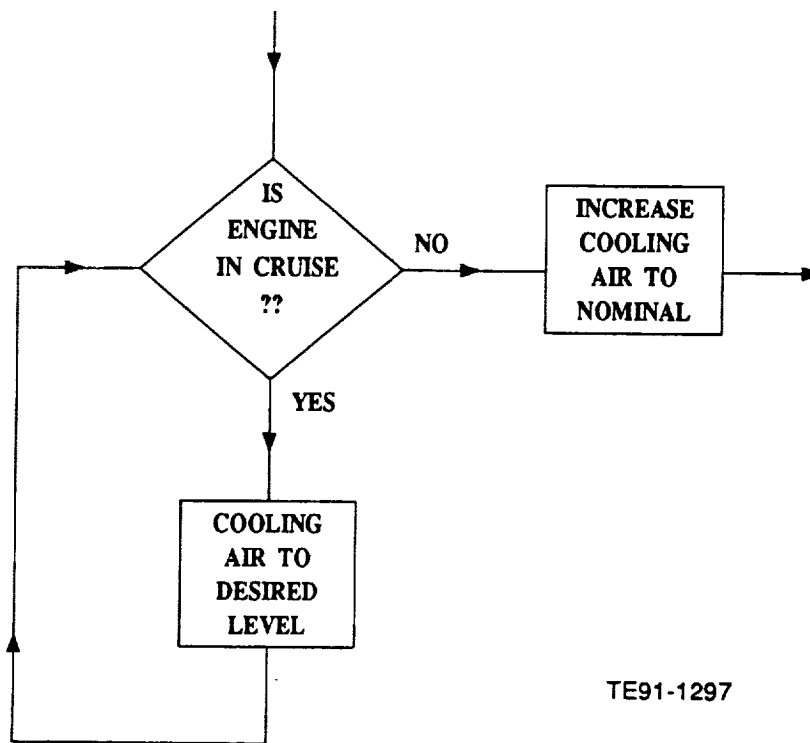 IS
ENGINE
IN CRUISE
??
NO
INCREASE
COOLING
AIR TO
NOMINAL
YES
COOLING
AIR TO
DESIRED
LEVEL
TE91-1297